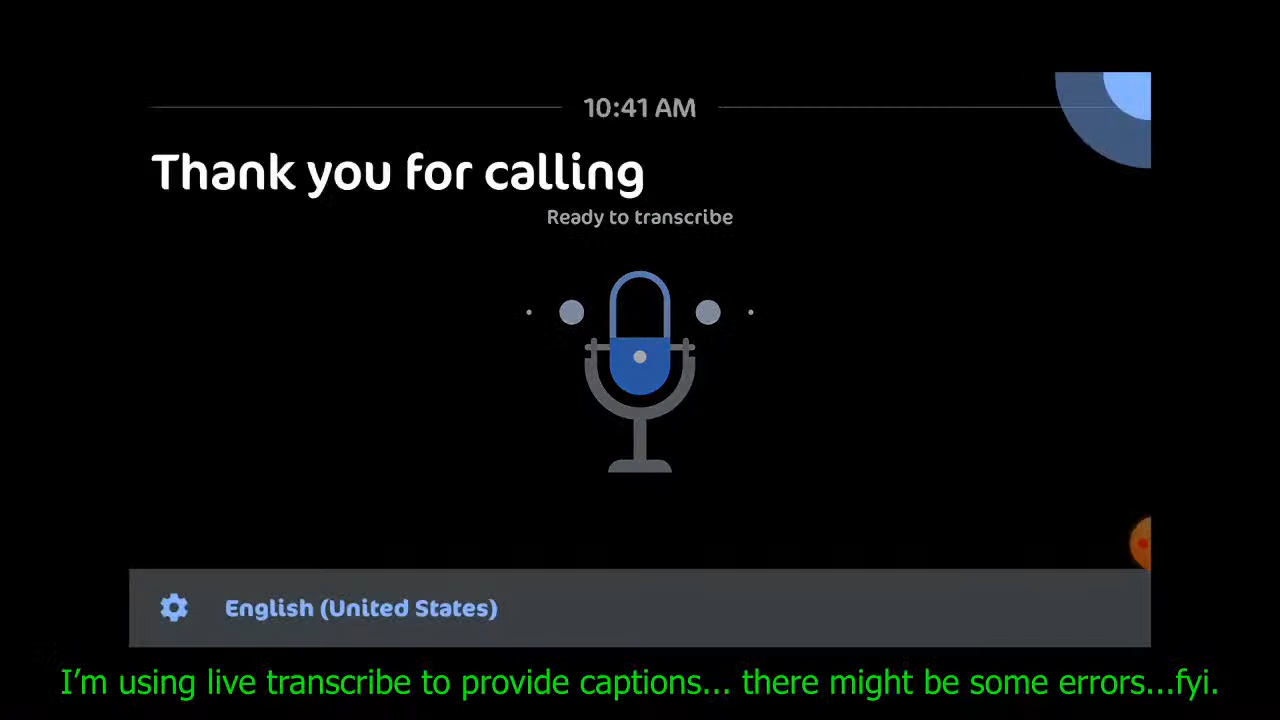 10:41 AM
Thank you for calling
Ready to transcribe
English (United States)
I'm using live transcribe to provide captions... there might be some errors...fyi.